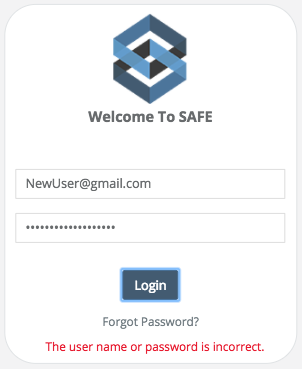 Welcome To SAFE
NewUser@gmail.com
•••••••••••••••••••
Login
Forgot Password?
The user name or password is incorrect.